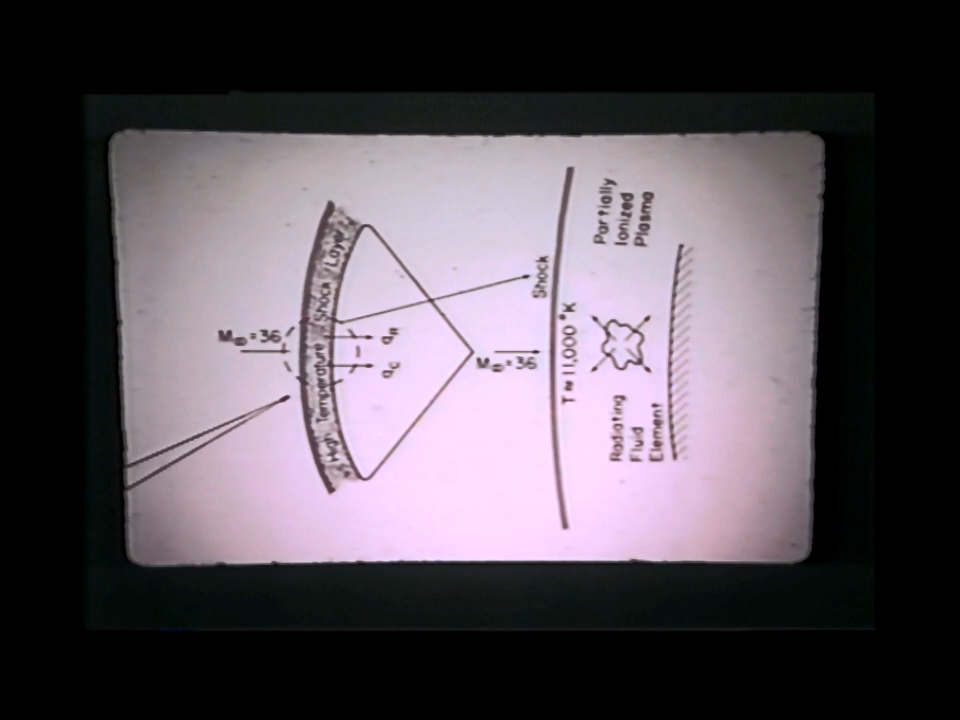 M∞=36
High Temperature Shock Layer
q_C
q_R
Shock
M∞=36
T≈11,000 °K
Radiating
Fluid
Element
Partially
Ionized
Plasma